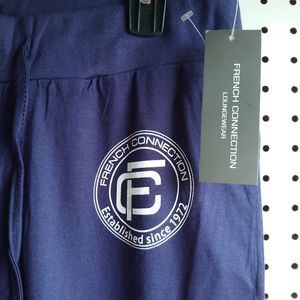 FRENCH CONNECTION
LOUNGEWEAR
FRENCH CONNECTION
FC
Established since 1972